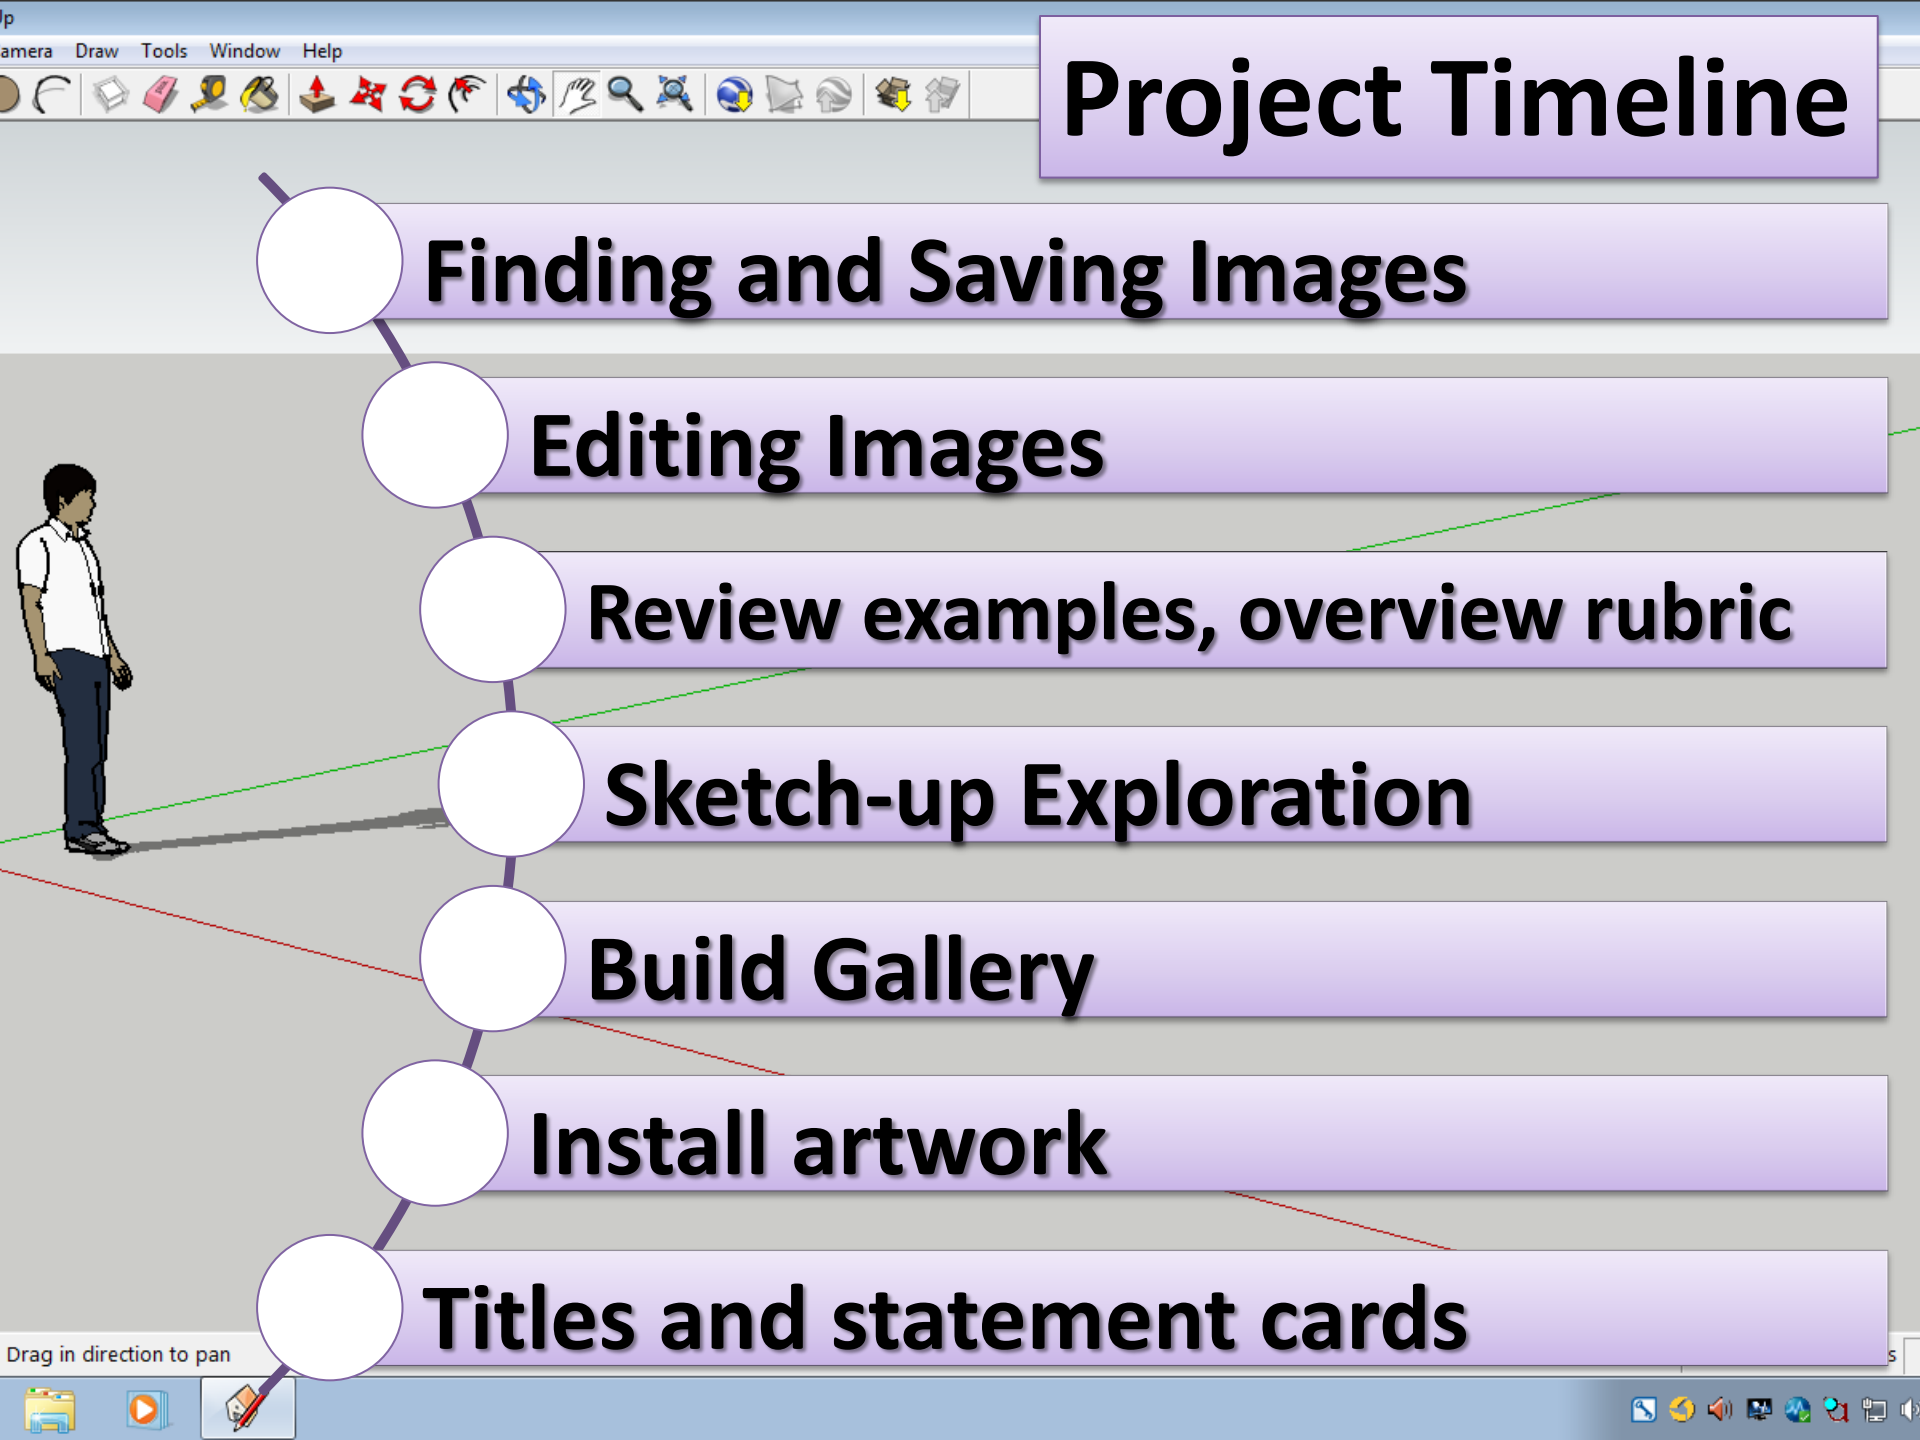 Up
amera Draw Tools Window Help
Project Timeline
Finding and Saving Images
Editing Images
Review examples, overview rubric
Sketch-up Exploration
Build Gallery
Install artwork
Titles and statement cards
Drag in direction to pan
s